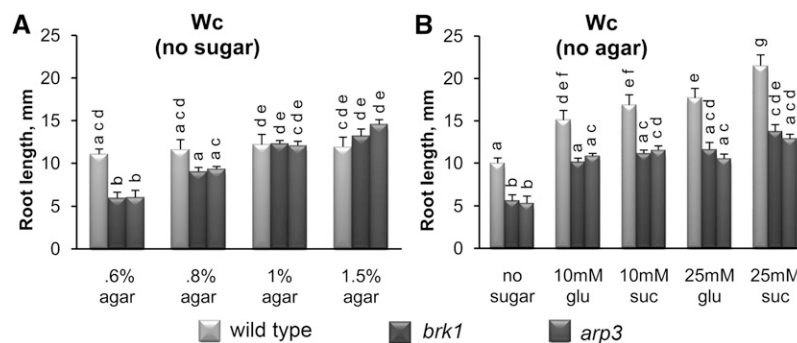 A
Wc
(no sugar)
Root length, mm
25
20
15
10
5
0
a c d
b
b
a c d
a
a c
d e
d e
c d e
c d e
d e
d e
.6%
agar
.8%
agar
1%
agar
1.5%
agar
B
Wc
(no agar)
Root length, mm
25
20
15
10
5
0
a
b
b
d e f
a
a c
e f
a c
a c d
e
a c d
a c
g
c d e
a c d
no
sugar
10mM
glu
10mM
suc
25mM
glu
25mM
suc
wild type
brk1
arp3